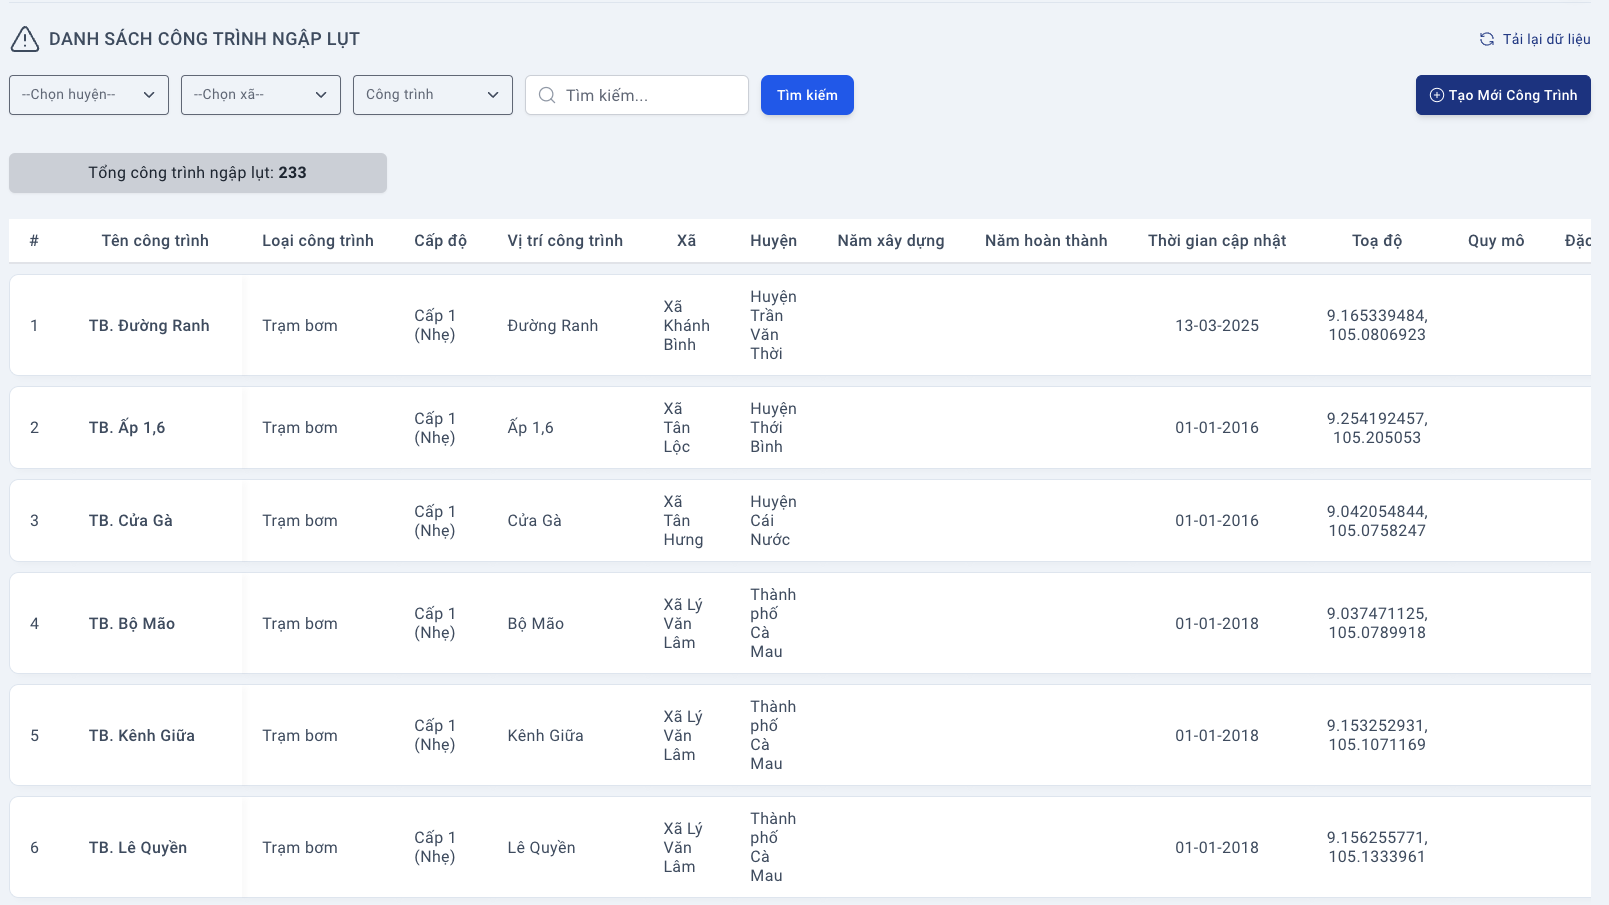 DANH SÁCH CÔNG TRÌNH NGẬP LỤT
Tải lại dữ liệu
--Chọn huyện-- --Chọn xã-- Công trình Tìm kiếm... Tìm kiếm Tạo Mới Công Trình
Tổng công trình ngập lụt: 233
# Tên công trình Loại công trình Cấp độ Vị trí công trình Xã Huyện Năm xây dựng Năm hoàn thành Thời gian cập nhật Toạ độ Quy mô Đặc
1 TB. Đường Ranh Trạm bơm Cấp 1 (Nhẹ) Đường Ranh Xã Khánh Bình Huyện Trần Văn Thời 13-03-2025 9.165339484, 105.0806923
2 TB. Ấp 1,6 Trạm bơm Cấp 1 (Nhẹ) Ấp 1,6 Xã Tân Lộc Huyện Thới Bình 01-01-2016 9.254192457, 105.205053
3 TB. Cửa Gà Trạm bơm Cấp 1 (Nhẹ) Cửa Gà Xã Tân Hưng Huyện Cái Nước 01-01-2016 9.042054844, 105.0758247
4 TB. Bộ Mão Trạm bơm Cấp 1 (Nhẹ) Bộ Mão Xã Lý Văn Lâm Thành phố Cà Mau 01-01-2018 9.037471125, 105.0789918
5 TB. Kênh Giữa Trạm bơm Cấp 1 (Nhẹ) Kênh Giữa Xã Lý Văn Lâm Thành phố Cà Mau 01-01-2018 9.153252931, 105.1071169
6 TB. Lê Quyền Trạm bơm Cấp 1 (Nhẹ) Lê Quyền Xã Lý Văn Lâm Thành phố Cà Mau 01-01-2018 9.156255771, 105.1333961